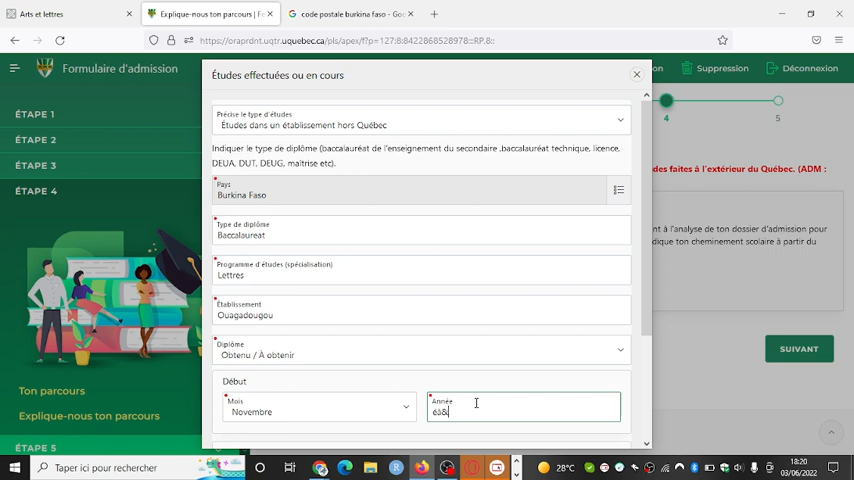 Arts et lettres
Explique-nous ton parcours | Fo
code postale burkina faso - Goo
https://oraprdnt.uqtr.uquebec.ca/pls/apex/f?p=127:8:8422868528978::RP,8::
Formulaire d'admission
Suppression
Déconnexion
ÉTAPE 1
ÉTAPE 2
ÉTAPE 3
ÉTAPE 4
Ton parcours
Explique-nous ton parcours
ÉTAPE 5
Études effectuées ou en cours
Précise le type d'études
Études dans un établissement hors Québec
Indiquer le type de diplôme (baccalauréat de l'enseignement du secondaire ,baccalauréat technique, licence,
DEUA, DUT, DEUG, maîtrise etc).
Pays
Burkina Faso
Type de diplôme
Baccalaureat
Programme d'études (spécialisation)
Lettres
Établissement
Ouagadougou
Diplôme
Obtenu / À obtenir
Début
Mois
Novembre
Année
éà&
4
5
des faites à l'extérieur du Québec. (ADM :
nt à l'analyse de ton dossier d'admission pour
dique ton cheminement scolaire à partir du
SUIVANT
Taper ici pour rechercher
28°C
18:20
03/06/2022